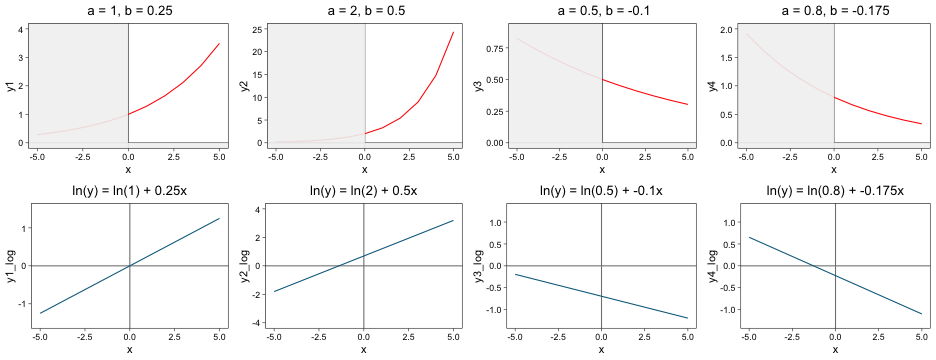 a = 1, b = 0.25
4
3
2
1
0
y1
-5.0 -2.5 0.0 2.5 5.0
x
a = 2, b = 0.5
25
20
15
10
5
0
y2
-5.0 -2.5 0.0 2.5 5.0
x
a = 0.5, b = -0.1
0.75
0.50
0.25
0.00
y3
-5.0 -2.5 0.0 2.5 5.0
x
a = 0.8, b = -0.175
2.0
1.5
1.0
0.5
0.0
y4
-5.0 -2.5 0.0 2.5 5.0
x
ln(y) = ln(1) + 0.25x
1
0
-1
y1_log
-5.0 -2.5 0.0 2.5 5.0
x
ln(y) = ln(2) + 0.5x
4
2
0
-2
-4
y2_log
-5.0 -2.5 0.0 2.5 5.0
x
ln(y) = ln(0.5) + -0.1x
1.0
0.5
0.0
-0.5
-1.0
y3_log
-5.0 -2.5 0.0 2.5 5.0
x
ln(y) = ln(0.8) + -0.175x
1.0
0.5
0.0
-0.5
-1.0
y4_log
-5.0 -2.5 0.0 2.5 5.0
x